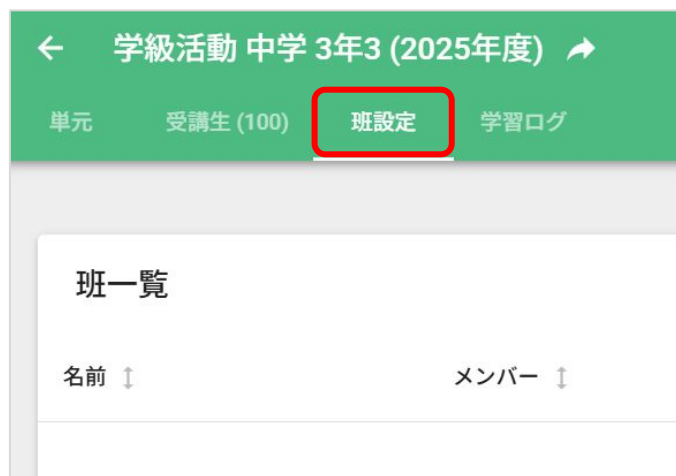 学級活動 中学 3年3 (2025年度)
単元 受講生 (100) 班設定 学習ログ
班一覧
名前 メンバー